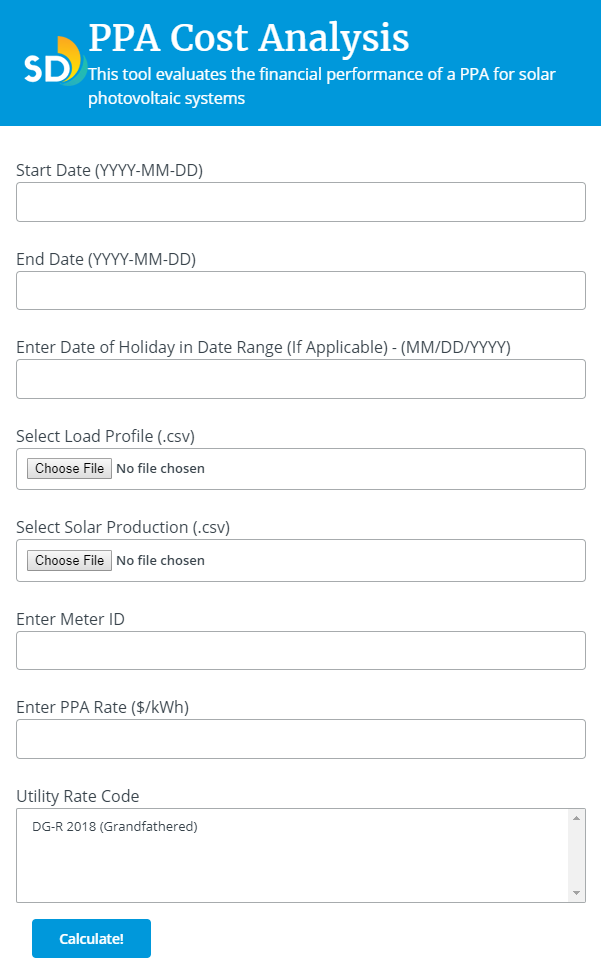 PPA Cost Analysis
SD
This tool evaluates the financial performance of a PPA for solar
photovoltaic systems
Start Date (YYYY-MM-DD)
End Date (YYYY-MM-DD)
Enter Date of Holiday in Date Range (If Applicable) - (MM/DD/YYYY)
Select Load Profile (.csv)
Choose File No file chosen
Select Solar Production (.csv)
Choose File No file chosen
Enter Meter ID
Enter PPA Rate ($/kWh)
Utility Rate Code
DG-R 2018 (Grandfathered)
Calculate!